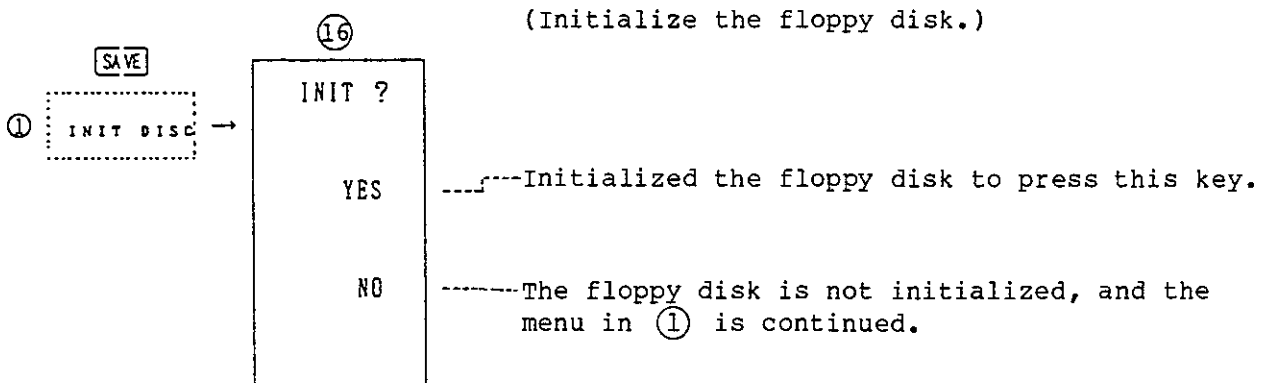 (Initialize the floppy disk.)
⑯
SAVE
INIT ?
① INIT DISC →
YES
Initialized the floppy disk to press this key.
NO
The floppy disk is not initialized, and the
menu in ① is continued.